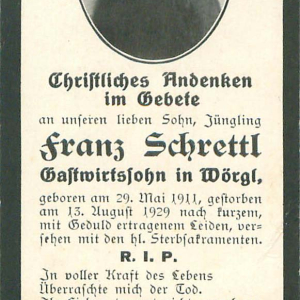 Christliches Andenken
im Gebete
an unseren lieben Sohn, Jüngling
Franz Schrettl
Gastwirtssohn in Wörgl,
geboren am 29. Mai 1911, gestorben
am 13. August 1929 nach kurzem,
mit Geduld ertragenem Leiden, ver-
sehen mit den hl. Sterbsakramenten.
R. I. P.
In voller Kraft des Lebens
Überraschte mich der Tod.